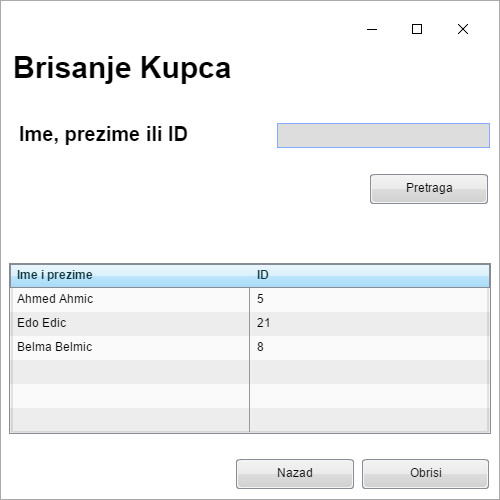 Brisanje Kupca
Ime, prezime ili ID
Pretraga
Ime i prezime ID
Ahmed Ahmic 5
Edo Edic 21
Belma Belmic 8
Nazad Obrisi